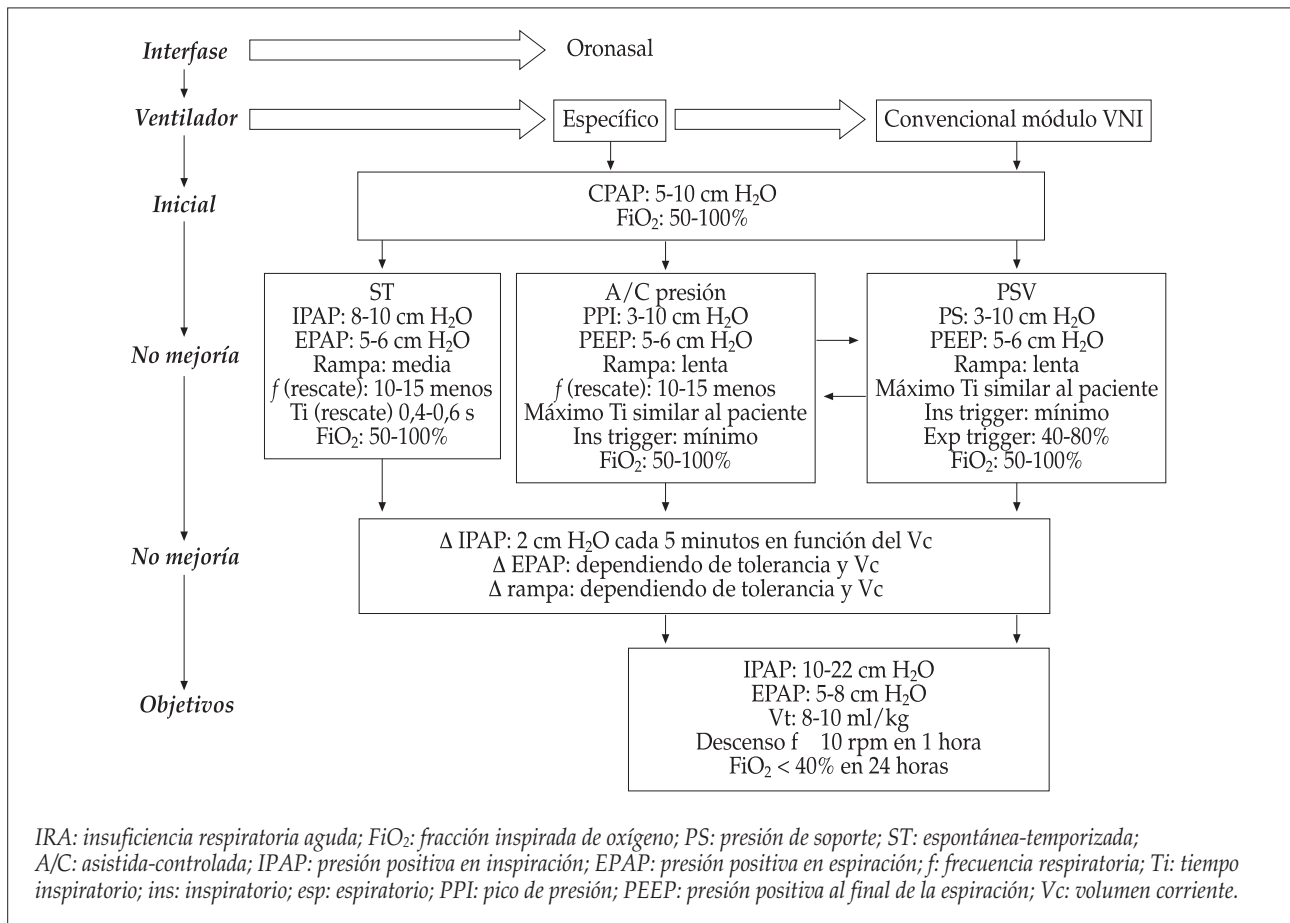 Interfase
Oronasal
Ventilador
Específico
Convencional módulo VNI
Inicial
CPAP: 5-10 cm H₂O
FiO₂: 50-100%
No mejoría
ST
IPAP: 8-10 cm H₂O
EPAP: 5-6 cm H₂O
Rampa: media
f (rescate): 10-15 menos
Ti (rescate) 0,4-0,6 s
FiO₂: 50-100%
A/C presión
PPI: 3-10 cm H₂O
PEEP: 5-6 cm H₂O
Rampa: lenta
f (rescate): 10-15 menos
Máximo Ti similar al paciente
Ins trigger: mínimo
FiO₂: 50-100%
PSV
PS: 3-10 cm H₂O
PEEP: 5-6 cm H₂O
Rampa: lenta
Máximo Ti similar al paciente
Ins trigger: mínimo
Exp trigger: 40-80%
FiO₂: 50-100%
No mejoría
Δ IPAP: 2 cm H₂O cada 5 minutos en función del Vc
Δ EPAP: dependiendo de tolerancia y Vc
Δ rampa: dependiendo de tolerancia y Vc
Objetivos
IPAP: 10-22 cm H₂O
EPAP: 5-8 cm H₂O
Vt: 8-10 ml/kg
Descenso f 10 rpm en 1 hora
FiO₂ < 40% en 24 horas
IRA: insuficiencia respiratoria aguda; FiO₂: fracción inspirada de oxígeno; PS: presión de soporte; ST: espontánea-temporizada;
A/C: asistida-controlada; IPAP: presión positiva en inspiración; EPAP: presión positiva en espiración; f: frecuencia respiratoria; Ti: tiempo
inspiratorio; ins: inspiratorio; esp: espiratorio; PPI: pico de presión; PEEP: presión positiva al final de la espiración; Vc: volumen corriente.